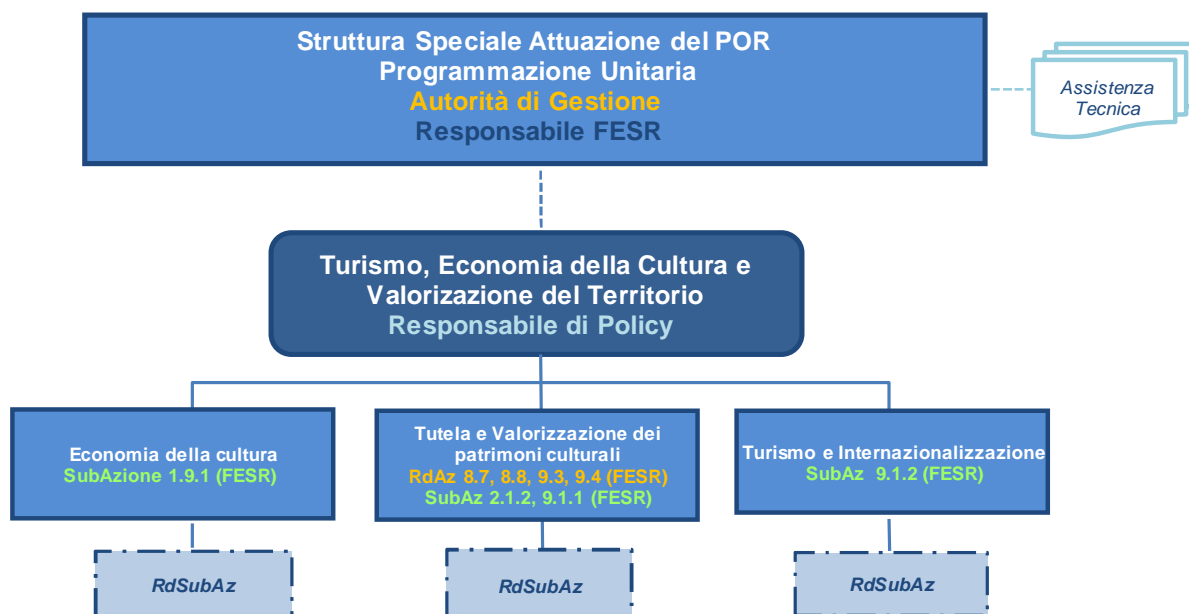 Struttura Speciale Attuazione del POR
Programmazione Unitaria
Autorità di Gestione
Responsabile FESR
Assistenza
Tecnica
Turismo, Economia della Cultura e
Valorizazione del Territorio
Responsabile di Policy
Economia della cultura
SubAzione 1.9.1 (FESR)
Tutela e Valorizzazione dei
patrimoni culturali
RdAz 8.7, 8.8, 9.3, 9.4 (FESR)
SubAz 2.1.2, 9.1.1 (FESR)
Turismo e Internazionalizzazione
SubAz 9.1.2 (FESR)
RdSubAz
RdSubAz
RdSubAz